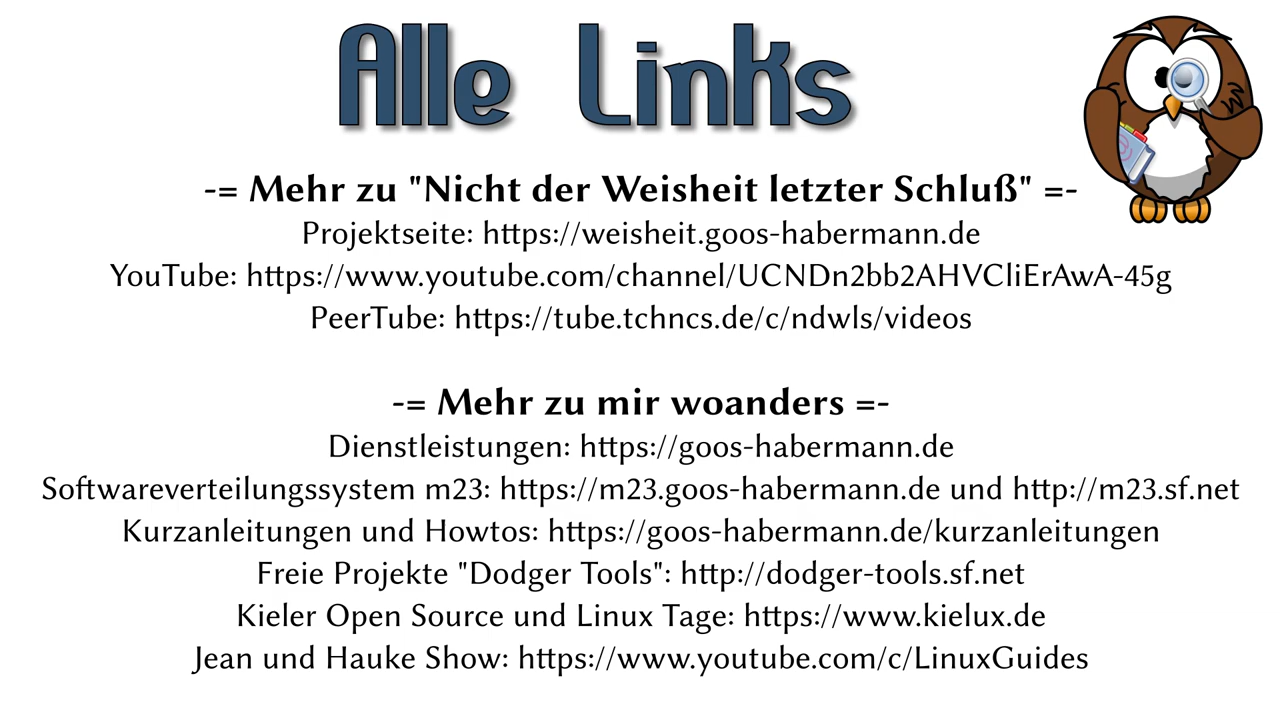 Alle Links
-= Mehr zu "Nicht der Weisheit letzter Schluß" =-
Projektseite: https://weisheit.goos-habermann.de
YouTube: https://www.youtube.com/channel/UCNDn2bb2AHVCliErAwA-45g
PeerTube: https://tube.tchncs.de/c/ndwls/videos
-= Mehr zu mir woanders =-
Dienstleistungen: https://goos-habermann.de
Softwareverteilungssystem m23: https://m23.goos-habermann.de und http://m23.sf.net
Kurzanleitungen und Howtos: https://goos-habermann.de/kurzanleitungen
Freie Projekte "Dodger Tools": http://dodger-tools.sf.net
Kieler Open Source und Linux Tage: https://www.kielux.de
Jean und Hauke Show: https://www.youtube.com/c/LinuxGuides